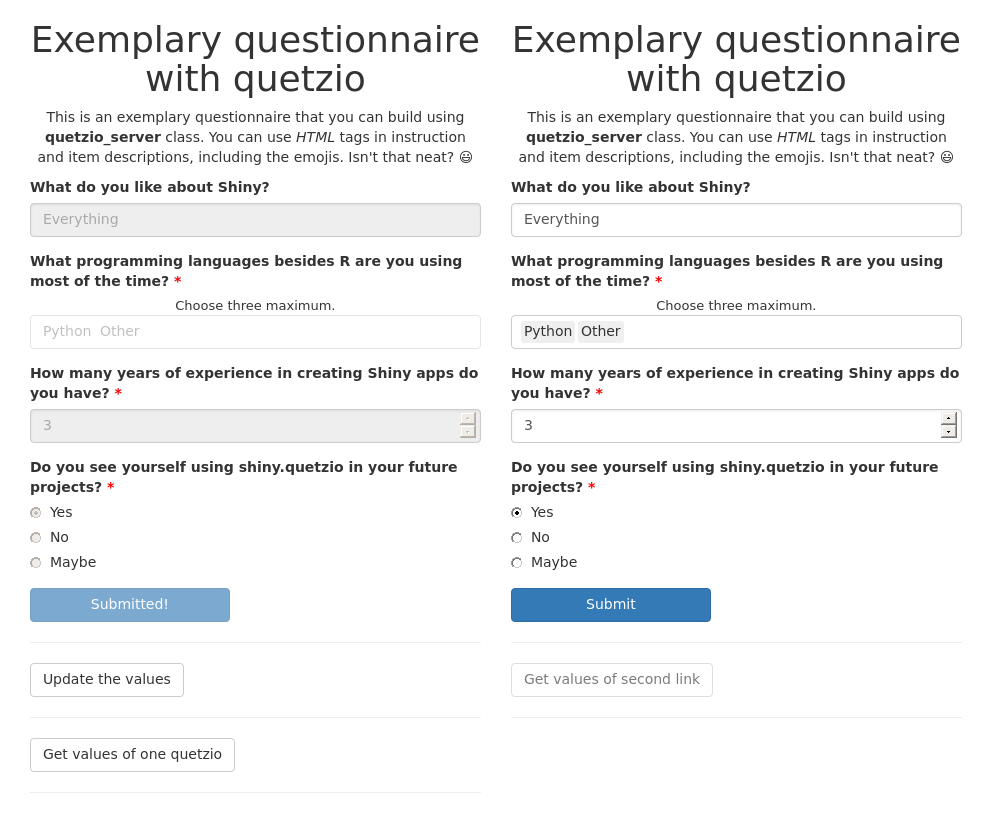 Exemplary questionnaire
with quetzio
This is an exemplary questionnaire that you can build using
quetzio_server class. You can use HTML tags in instruction
and item descriptions, including the emojis. Isn't that neat? 😃
What do you like about Shiny?
Everything
What programming languages besides R are you using
most of the time? *
Choose three maximum.
Python Other
How many years of experience in creating Shiny apps do
you have? *
3
Do you see yourself using shiny.quetzio in your future
projects? *
Yes
No
Maybe
Submitted!
Update the values
Get values of one quetzio
Exemplary questionnaire
with quetzio
This is an exemplary questionnaire that you can build using
quetzio_server class. You can use HTML tags in instruction
and item descriptions, including the emojis. Isn't that neat? 😃
What do you like about Shiny?
Everything
What programming languages besides R are you using
most of the time? *
Choose three maximum.
Python Other
How many years of experience in creating Shiny apps do
you have? *
3
Do you see yourself using shiny.quetzio in your future
projects? *
Yes
No
Maybe
Submit
Get values of second link